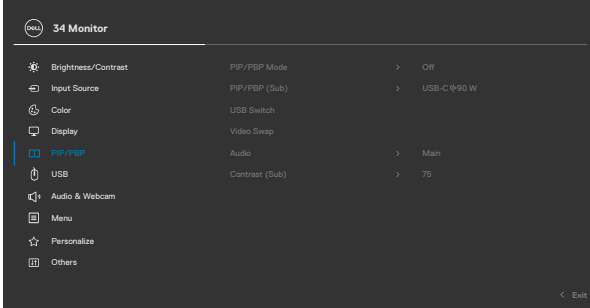 DELL 34 Monitor
Brightness/Contrast PIP/PBP Mode > Off
Input Source PIP/PBP (Sub) > USB-C 90 W
Color USB Switch
Display Video Swap
PIP/PBP Audio > Main
USB Contrast (Sub) > 75
Audio & Webcam
Menu
Personalize
Others
< Exit